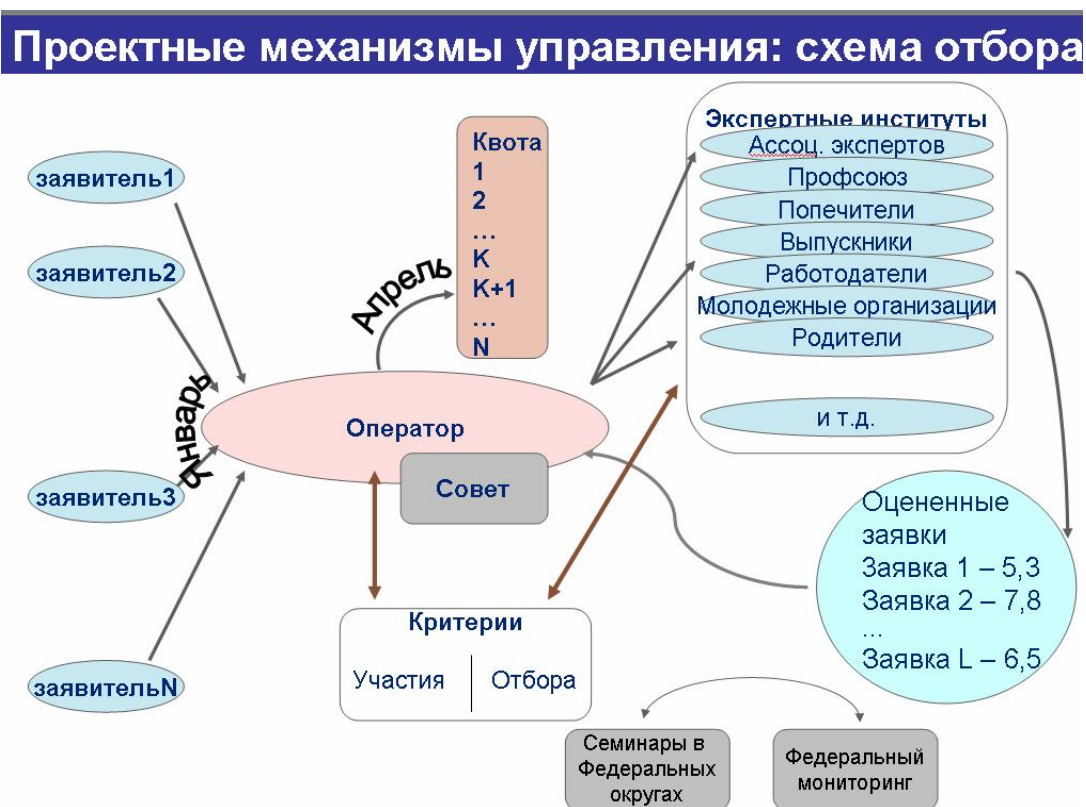 Проектные механизмы управления: схема отбора
заявитель1
заявитель2
заявитель3
заявительN
Январь
Апрель
Квота
1
2
...
K
K+1
...
N
Оператор
Совет
Экспертные институты
Ассоц. экспертов
Профсоюз
Попечители
Выпускники
Работодатели
Молодежные организации
Родители
и т.д.
Оцененные
заявки
Заявка 1 – 5,3
Заявка 2 – 7,8
...
Заявка L – 6,5
Критерии
Участия
Отбора
Семинары в
Федеральных
округах
Федеральный
мониторинг